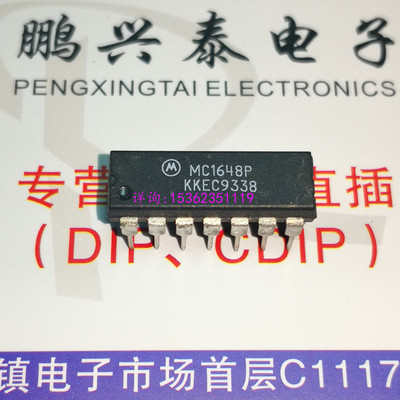 鹏兴泰电子
PENGXINGTAI ELECTRONICS
MC1648P
KKEC9338
详询:15362351119
专营 直插
(DIP、CDIP)
镇电子市场首层C1117